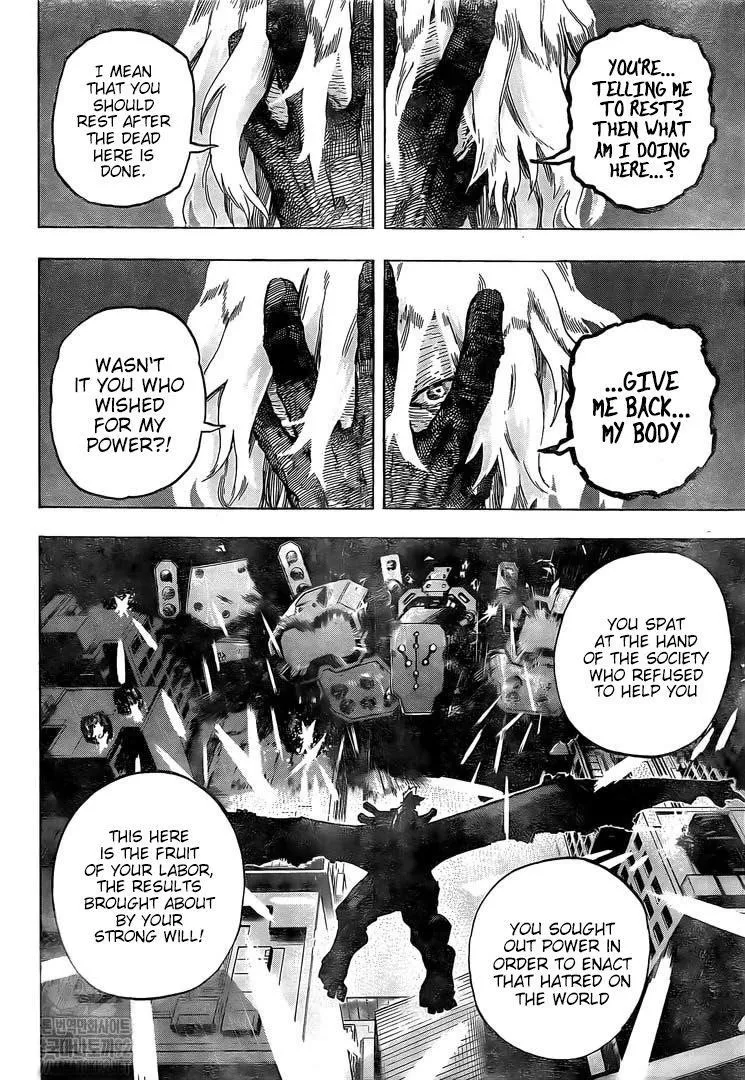 YOU'RE...
TELLING ME
TO REST?
THEN WHAT
AM I DOING
HERE...?
I MEAN
THAT YOU
SHOULD
REST AFTER
THE DEAD
HERE IS
DONE.
...GIVE
ME BACK...
MY BODY
WASN'T
IT YOU WHO
WISHED
FOR MY
POWER?!
YOU SPAT
AT THE HAND
OF THE SOCIETY
WHO REFUSED
TO HELP YOU
THIS HERE
IS THE FRUIT
OF YOUR LABOR,
THE RESULTS
BROUGHT ABOUT
BY YOUR
STRONG WILL!
YOU SOUGHT
OUT POWER IN
ORDER TO ENACT
THAT HATRED ON
THE WORLD